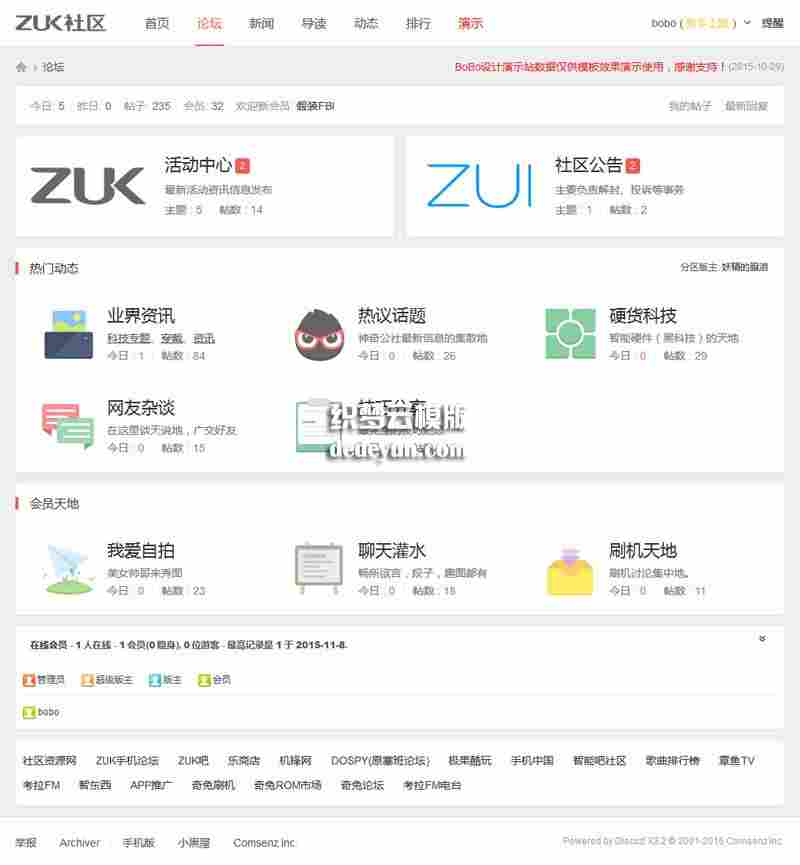 ZUK社区 首页 论坛 新闻 导读 动态 排行 演示 bobo ( ) 提醒
论坛 BoBo设计演示站数据仅供模板效果演示使用，感谢支持！(2015-10-29)
今日: 5 昨日: 0 帖子: 235 会员: 32 欢迎新会员: 假装FBI 我的帖子 最新回复
ZUK 活动中心 2
最新活动资讯信息发布
主题：5 帖数：14
ZUI 社区公告 2
主要负责解封、投诉等事务
主题：1 帖数：2
热门动态 分区版主: 妖精的旋律
业界资讯
科技专题、穿戴、资讯
今日：1 帖数：84
热议话题
神奇公社最新信息的集散地
今日：0 帖数：26
硬货科技
智能硬件（黑科技）的天地
今日：0 帖数：29
网友杂谈
在这里谈天说地，广交好友
今日：0 帖数：15
织梦云模版
dedeyun.com
会员天地
我爱自拍
美女帅哥来秀图
今日：0 帖数：23
聊天灌水
畅所谎言，段子，趣图都有
今日：0 帖数：18
刷机天地
刷机讨论集中地。
今日：0 帖数：11
在线会员 - 1 人在线 - 1 会员(0 隐身), 0 位游客 - 最高记录是 1 于 2015-11-8.
管理员 超级版主 版主 会员
bobo
社区资源网 ZUK手机论坛 ZUK吧 乐商店 机锋网 DOSPY(原塞班论坛) 极果酷玩 手机中国 智能吧社区 歌曲排行榜 章鱼TV
考拉FM 智东西 APP推广 奇兔刷机 奇兔ROM市场 奇兔论坛 考拉FM电台
举报 Archiver 手机版 小黑屋 Comsenz Inc.
Powered by Discuz! X3.2 © 2001-2015 Comsenz Inc.